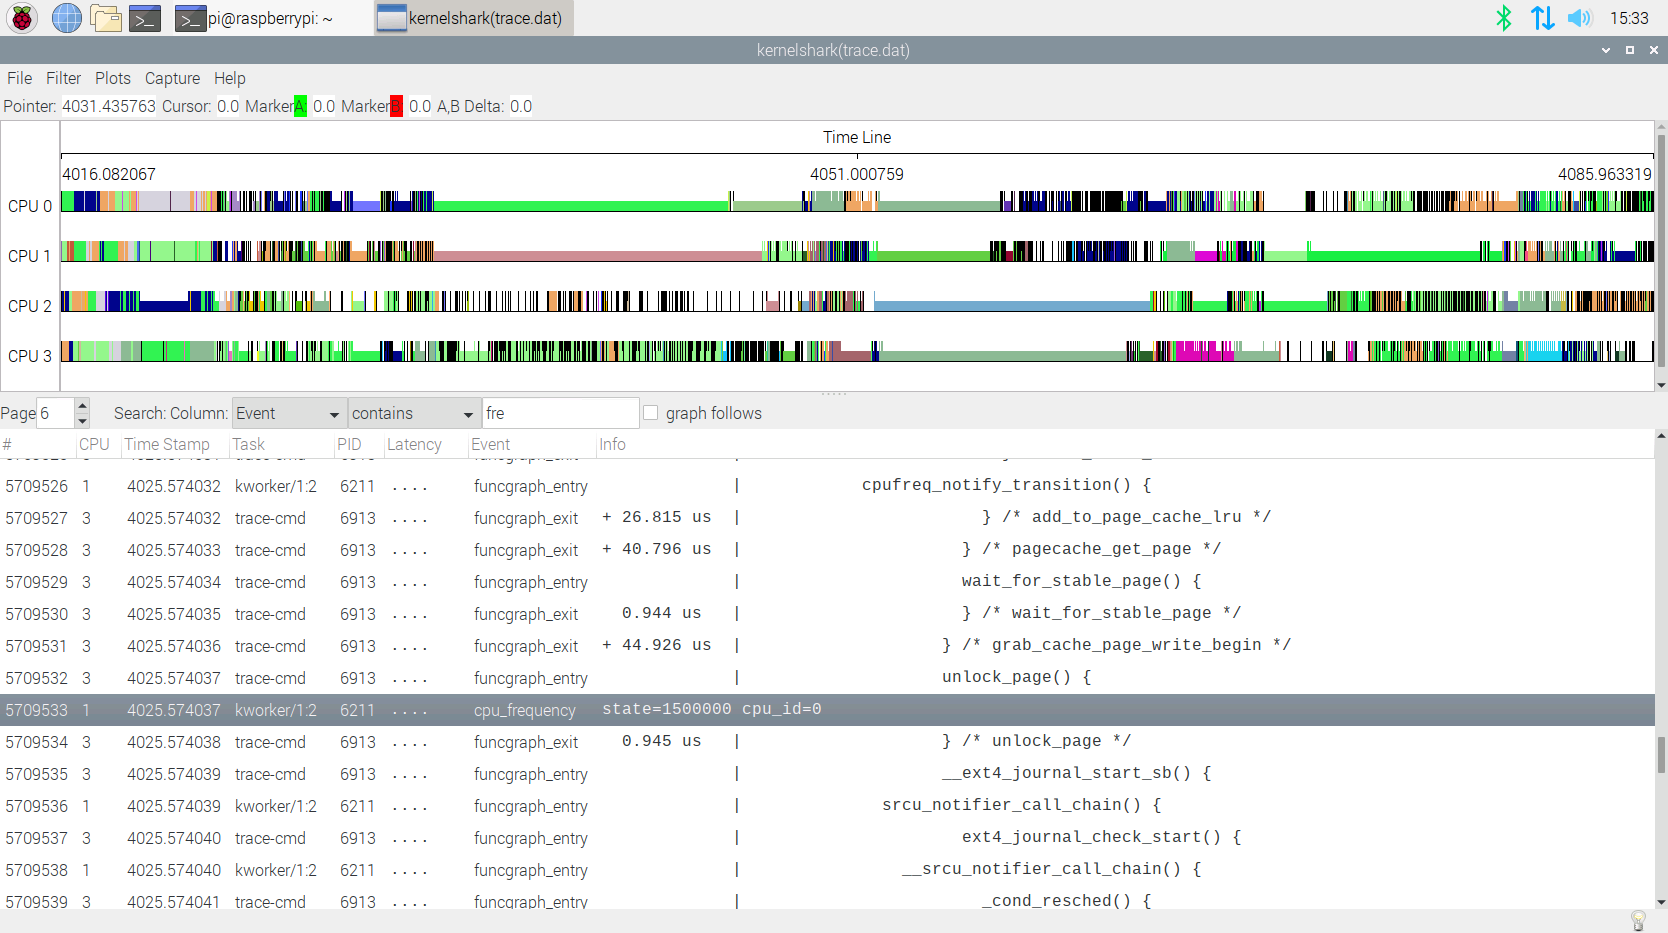 pi@raspberrypi: ~ kernelshark(trace.dat) 15:33
kernelshark(trace.dat)
File Filter Plots Capture Help
Pointer: 4031.435763 Cursor: 0.0 MarkerA: 0.0 MarkerB: 0.0 A,B Delta: 0.0
Time Line
4016.082067 4051.000759 4085.963319
CPU 0
CPU 1
CPU 2
CPU 3
Page 6 Search: Column: Event contains fre graph follows
# CPU Time Stamp Task PID Latency Event Info
5709526 1 4025.574032 kworker/1:2 6211 .... funcgraph_entry | cpufreq_notify_transition() {
5709527 3 4025.574032 trace-cmd 6913 .... funcgraph_exit + 26.815 us | } /* add_to_page_cache_lru */
5709528 3 4025.574033 trace-cmd 6913 .... funcgraph_exit + 40.796 us | } /* pagecache_get_page */
5709529 3 4025.574034 trace-cmd 6913 .... funcgraph_entry | wait_for_stable_page() {
5709530 3 4025.574035 trace-cmd 6913 .... funcgraph_exit 0.944 us | } /* wait_for_stable_page */
5709531 3 4025.574036 trace-cmd 6913 .... funcgraph_exit + 44.926 us | } /* grab_cache_page_write_begin */
5709532 3 4025.574037 trace-cmd 6913 .... funcgraph_entry | unlock_page() {
5709533 1 4025.574037 kworker/1:2 6211 .... cpu_frequency state=1500000 cpu_id=0
5709534 3 4025.574038 trace-cmd 6913 .... funcgraph_exit 0.945 us | } /* unlock_page */
5709535 3 4025.574039 trace-cmd 6913 .... funcgraph_entry | __ext4_journal_start_sb() {
5709536 1 4025.574039 kworker/1:2 6211 .... funcgraph_entry | srcu_notifier_call_chain() {
5709537 3 4025.574040 trace-cmd 6913 .... funcgraph_entry | ext4_journal_check_start() {
5709538 1 4025.574040 kworker/1:2 6211 .... funcgraph_entry | __srcu_notifier_call_chain() {
5709539 3 4025.574041 trace-cmd 6913 .... funcgraph_entry | _cond_resched() {